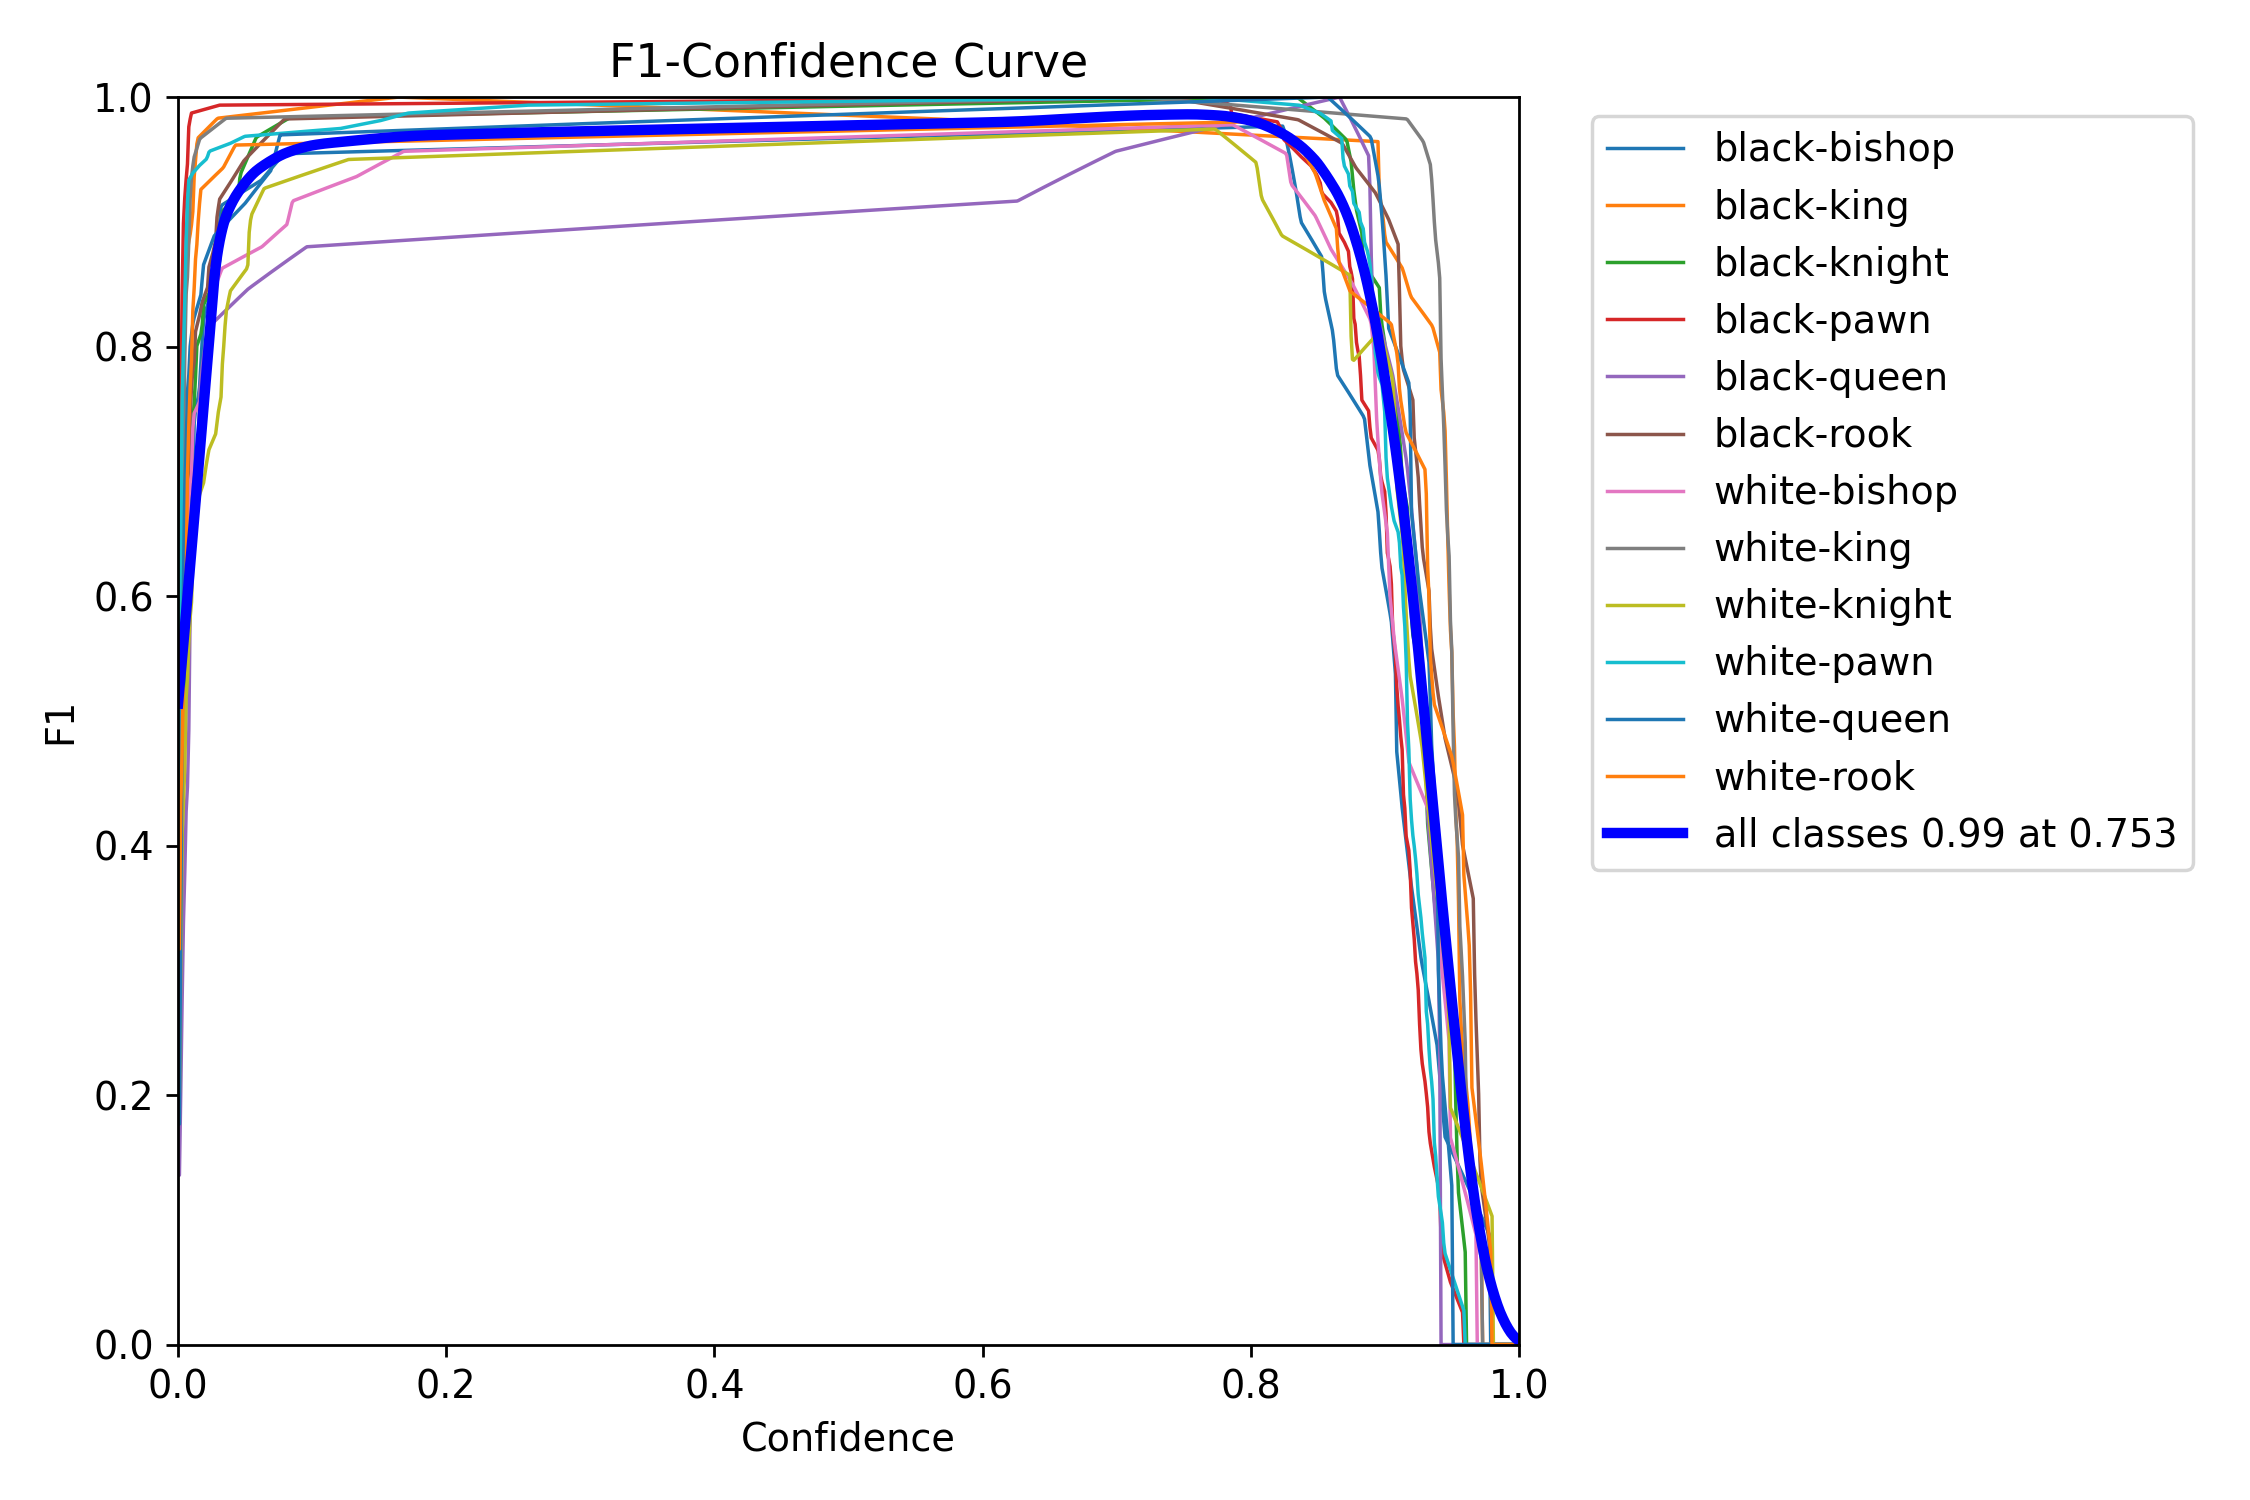 F1-Confidence Curve
1.0
0.8
0.6
0.4
0.2
0.0
F1
0.0 0.2 0.4 0.6 0.8 1.0
Confidence
black-bishop
black-king
black-knight
black-pawn
black-queen
black-rook
white-bishop
white-king
white-knight
white-pawn
white-queen
white-rook
all classes 0.99 at 0.753